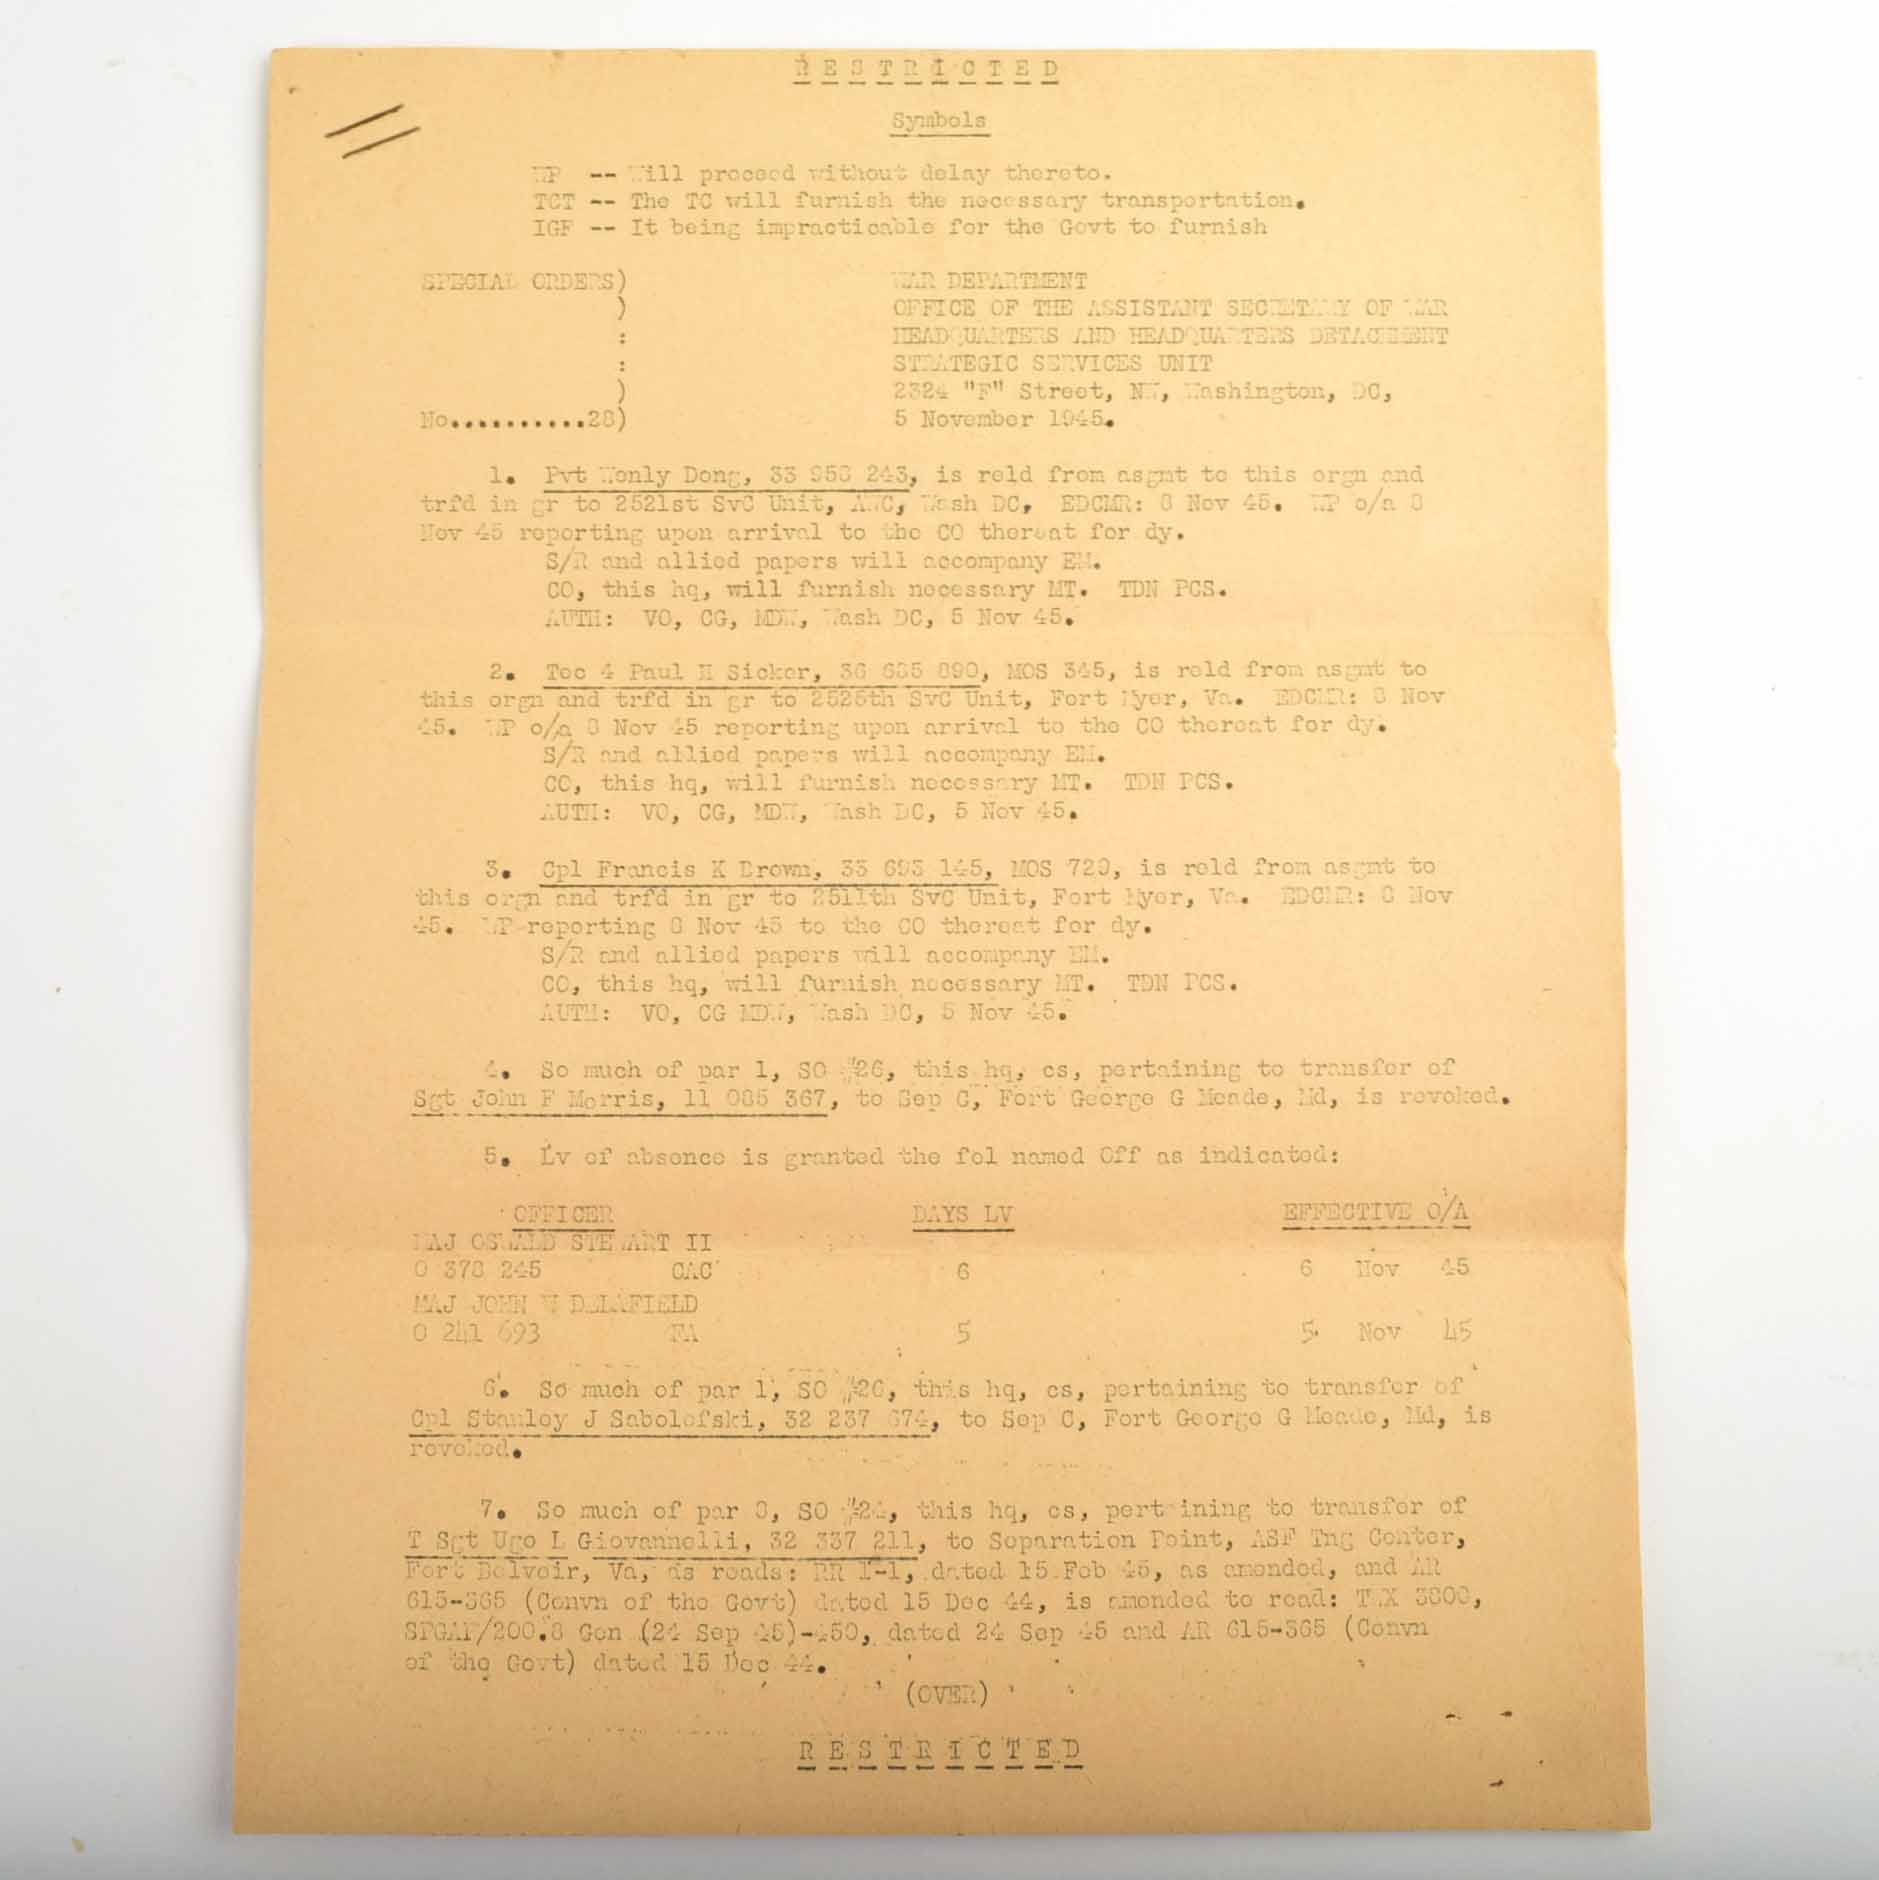 RESTRICTED
Symbols
WP -- Will proceed without delay thereto.
TCT -- The TC will furnish the necessary transportation.
IGF -- It being impracticable for the Govt to furnish
SPECIAL ORDERS) WAR DEPARTMENT
) OFFICE OF THE ASSISTANT SECRETARY OF WAR
: HEADQUARTERS AND HEADQUARTERS DETACHMENT
: STRATEGIC SERVICES UNIT
) 2324 "F" Street, NW, Washington, DC,
No...........28) 5 November 1945.
1. Pvt Dong, 33 958 243, is reld from asgmt to this orgn and
trfd in gr to 2521st SvC Unit, AWC, Wash DC, EDCMR: 8 Nov 45. WP o/a 8
Nov 45 reporting upon arrival to the CO thereat for dy.
S/R and allied papers will accompany EM.
CO, this hq, will furnish necessary MT. TDN PCS.
AUTH: VO, CG, MDW, Wash DC, 5 Nov 45.
2. Tec 4 Paul H Sicker, 36 685 890, MOS 345, is reld from asgmt to
this orgn and trfd in gr to 2525th SvC Unit, Fort Myer, Va. EDCMR: 8 Nov
45. WP o/a 8 Nov 45 reporting upon arrival to the CO thereat for dy.
S/R and allied papers will accompany EM.
CO, this hq, will furnish necessary MT. TDN PCS.
AUTH: VO, CG, MDW, Wash DC, 5 Nov 45.
3. Cpl Francis K Brown, 33 693 145, MOS 729, is reld from asgmt to
this orgn and trfd in gr to 2511th SvC Unit, Fort Myer, Va. EDCMR: 8 Nov
45. WP reporting 8 Nov 45 to the CO thereat for dy.
S/R and allied papers will accompany EM.
CO, this hq, will furnish necessary MT. TDN PCS.
AUTH: VO, CG MDW, Wash DC, 5 Nov 45.
4. So much of par 1, SO #26, this hq, cs, pertaining to transfer of
Sgt John F Morris, 11 085 367, to Sep C, Fort George G Meade, Md, is revoked.
5. Lv of absence is granted the fol named Off as indicated:
OFFICER DAYS LV EFFECTIVE O/A
MAJ OSWALD STEWART II
O 378 245 CAC 6 6 Nov 45
MAJ JOHN W DELAFIELD
O 241 693 FA 5 5 Nov 45
6. So much of par 1, SO #26, this hq, cs, pertaining to transfer of
Cpl Stanley J Sabolefski, 32 237 674, to Sep C, Fort George G Meade, Md, is
revoked.
7. So much of par 8, SO #24, this hq, cs, pertaining to transfer of
T Sgt Ugo L Giovannelli, 32 337 211, to Separation Point, ASF Tng Center,
Fort Belvoir, Va, as reads: RR 1-1, dated 15 Feb 45, as amended, and AR
615-365 (Convn of the Govt) dated 15 Dec 44, is amended to read: TWX 3800,
SPGAP/200.8 Gen (24 Sep 45)-450, dated 24 Sep 45 and AR 615-365 (Convn
of the Govt) dated 15 Dec 44.
(OVER)
RESTRICTED